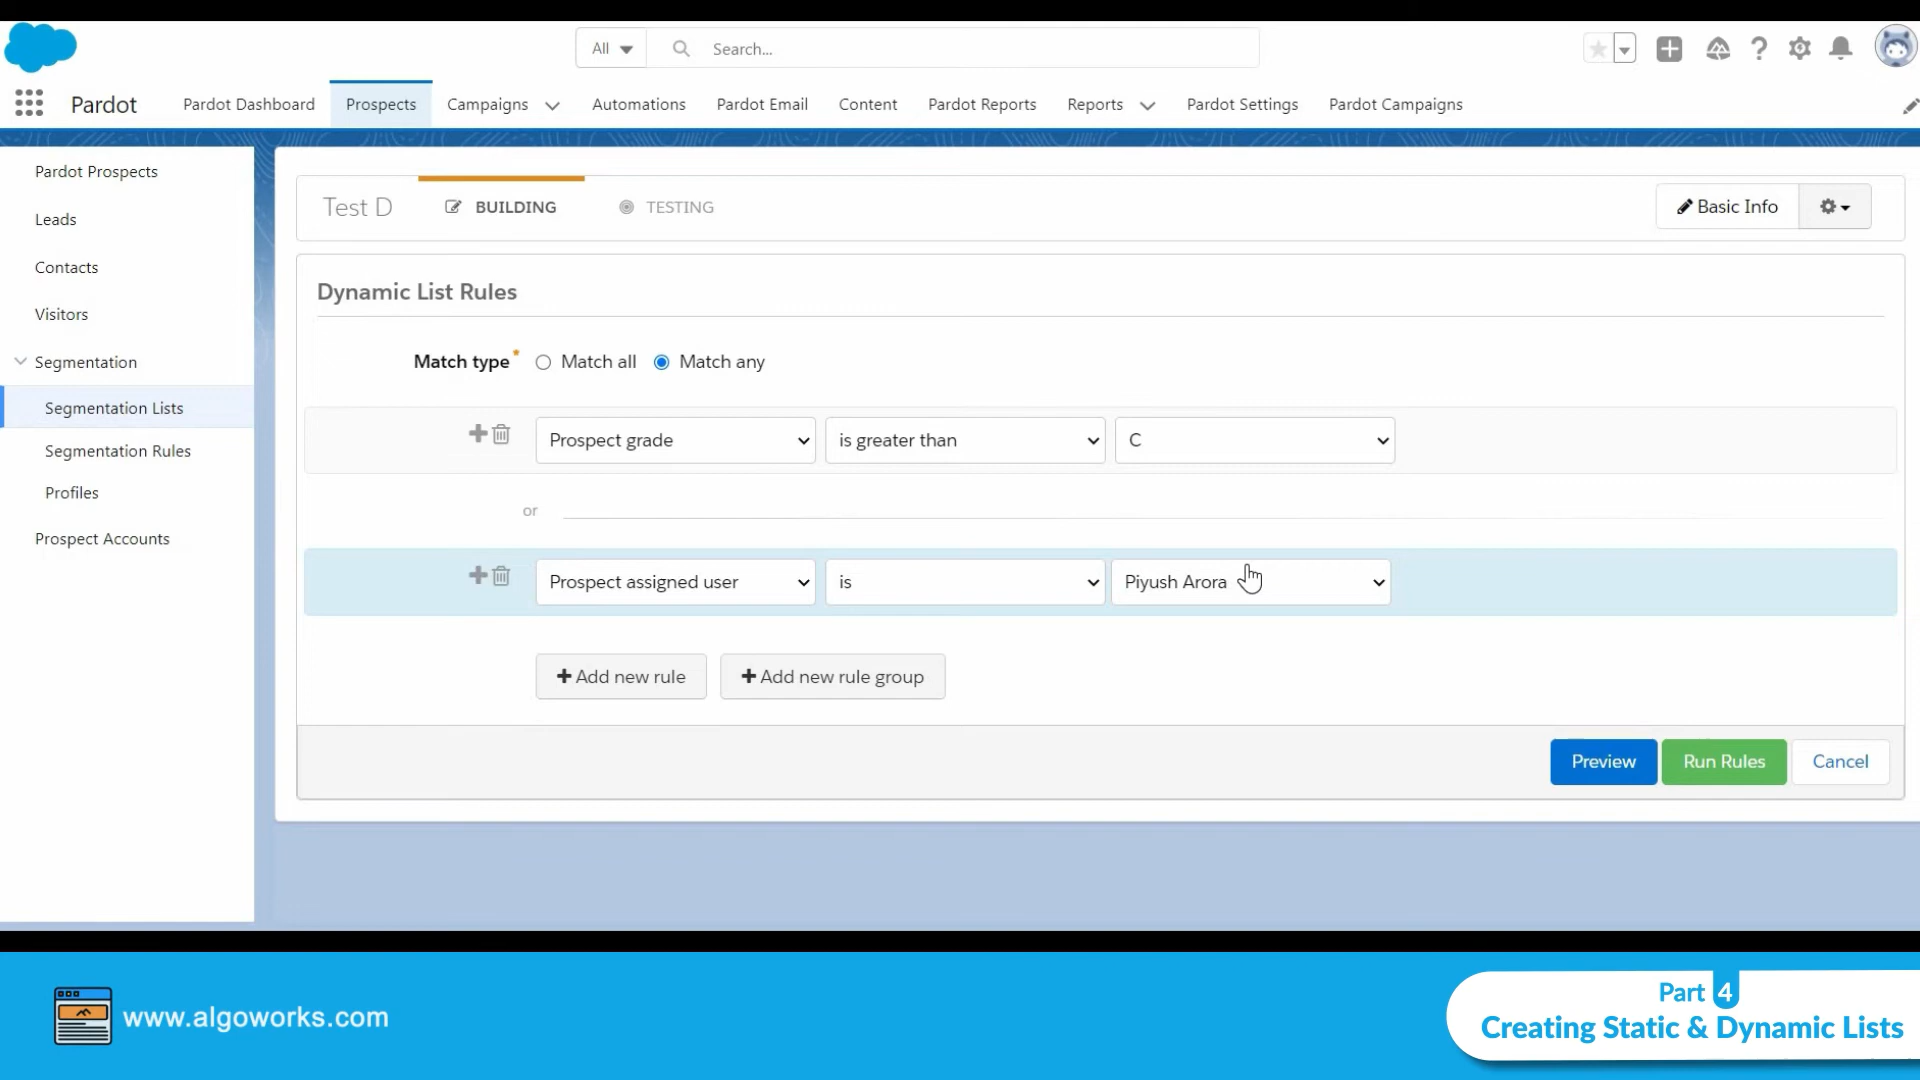 All
Search...
Pardot
Pardot Dashboard
Prospects
Campaigns
Automations
Pardot Email
Content
Pardot Reports
Reports
Pardot Settings
Pardot Campaigns
Pardot Prospects
Leads
Contacts
Visitors
Segmentation
Segmentation Lists
Segmentation Rules
Profiles
Prospect Accounts
Test D
BUILDING
TESTING
Basic Info
Dynamic List Rules
Match type* Match all Match any
Prospect grade
is greater than
C
or
Prospect assigned user
is
Piyush Arora
Add new rule
Add new rule group
Preview
Run Rules
Cancel
www.algoworks.com
Part 4
Creating Static & Dynamic Lists